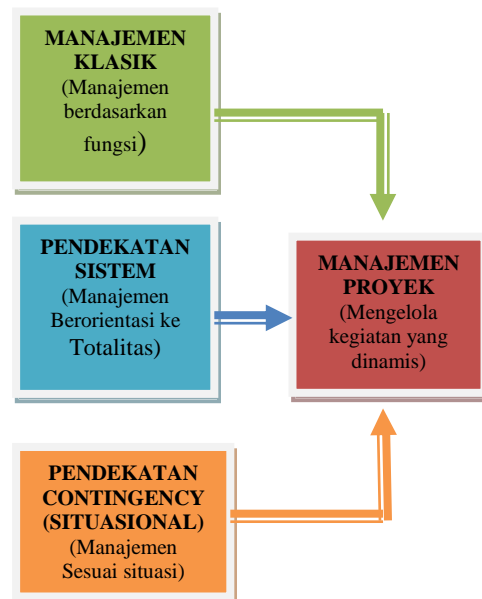 MANAJEMEN
KLASIK
(Manajemen
berdasarkan
fungsi)
PENDEKATAN
SISTEM
(Manajemen
Berorientasi ke
Totalitas)
MANAJEMEN
PROYEK
(Mengelola
kegiatan yang
dinamis)
PENDEKATAN
CONTINGENCY
(SITUASIONAL)
(Manajemen
Sesuai situasi)